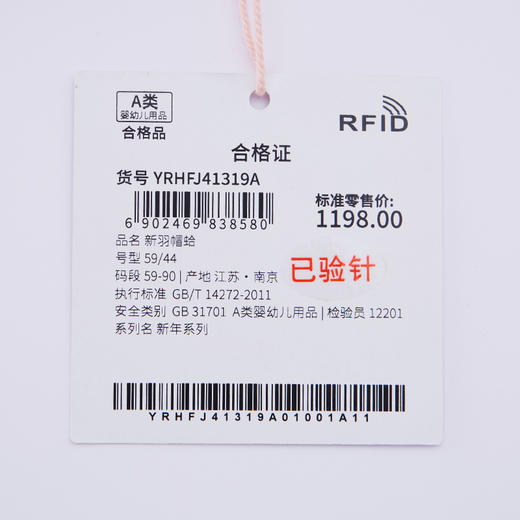 A类
婴幼儿用品
合格品
RFID
合格证
货号 YRHFJ41319A
6 902469 838580
标准零售价:
1198.00
品名 新羽帽蛤
号型 59/44
码段 59-90 | 产地 江苏·南京
已验针
执行标准 GB/T 14272-2011
安全类别 GB 31701 A类婴幼儿用品 | 检验员 12201
系列名 新年系列
YRHFJ41319A01001A11